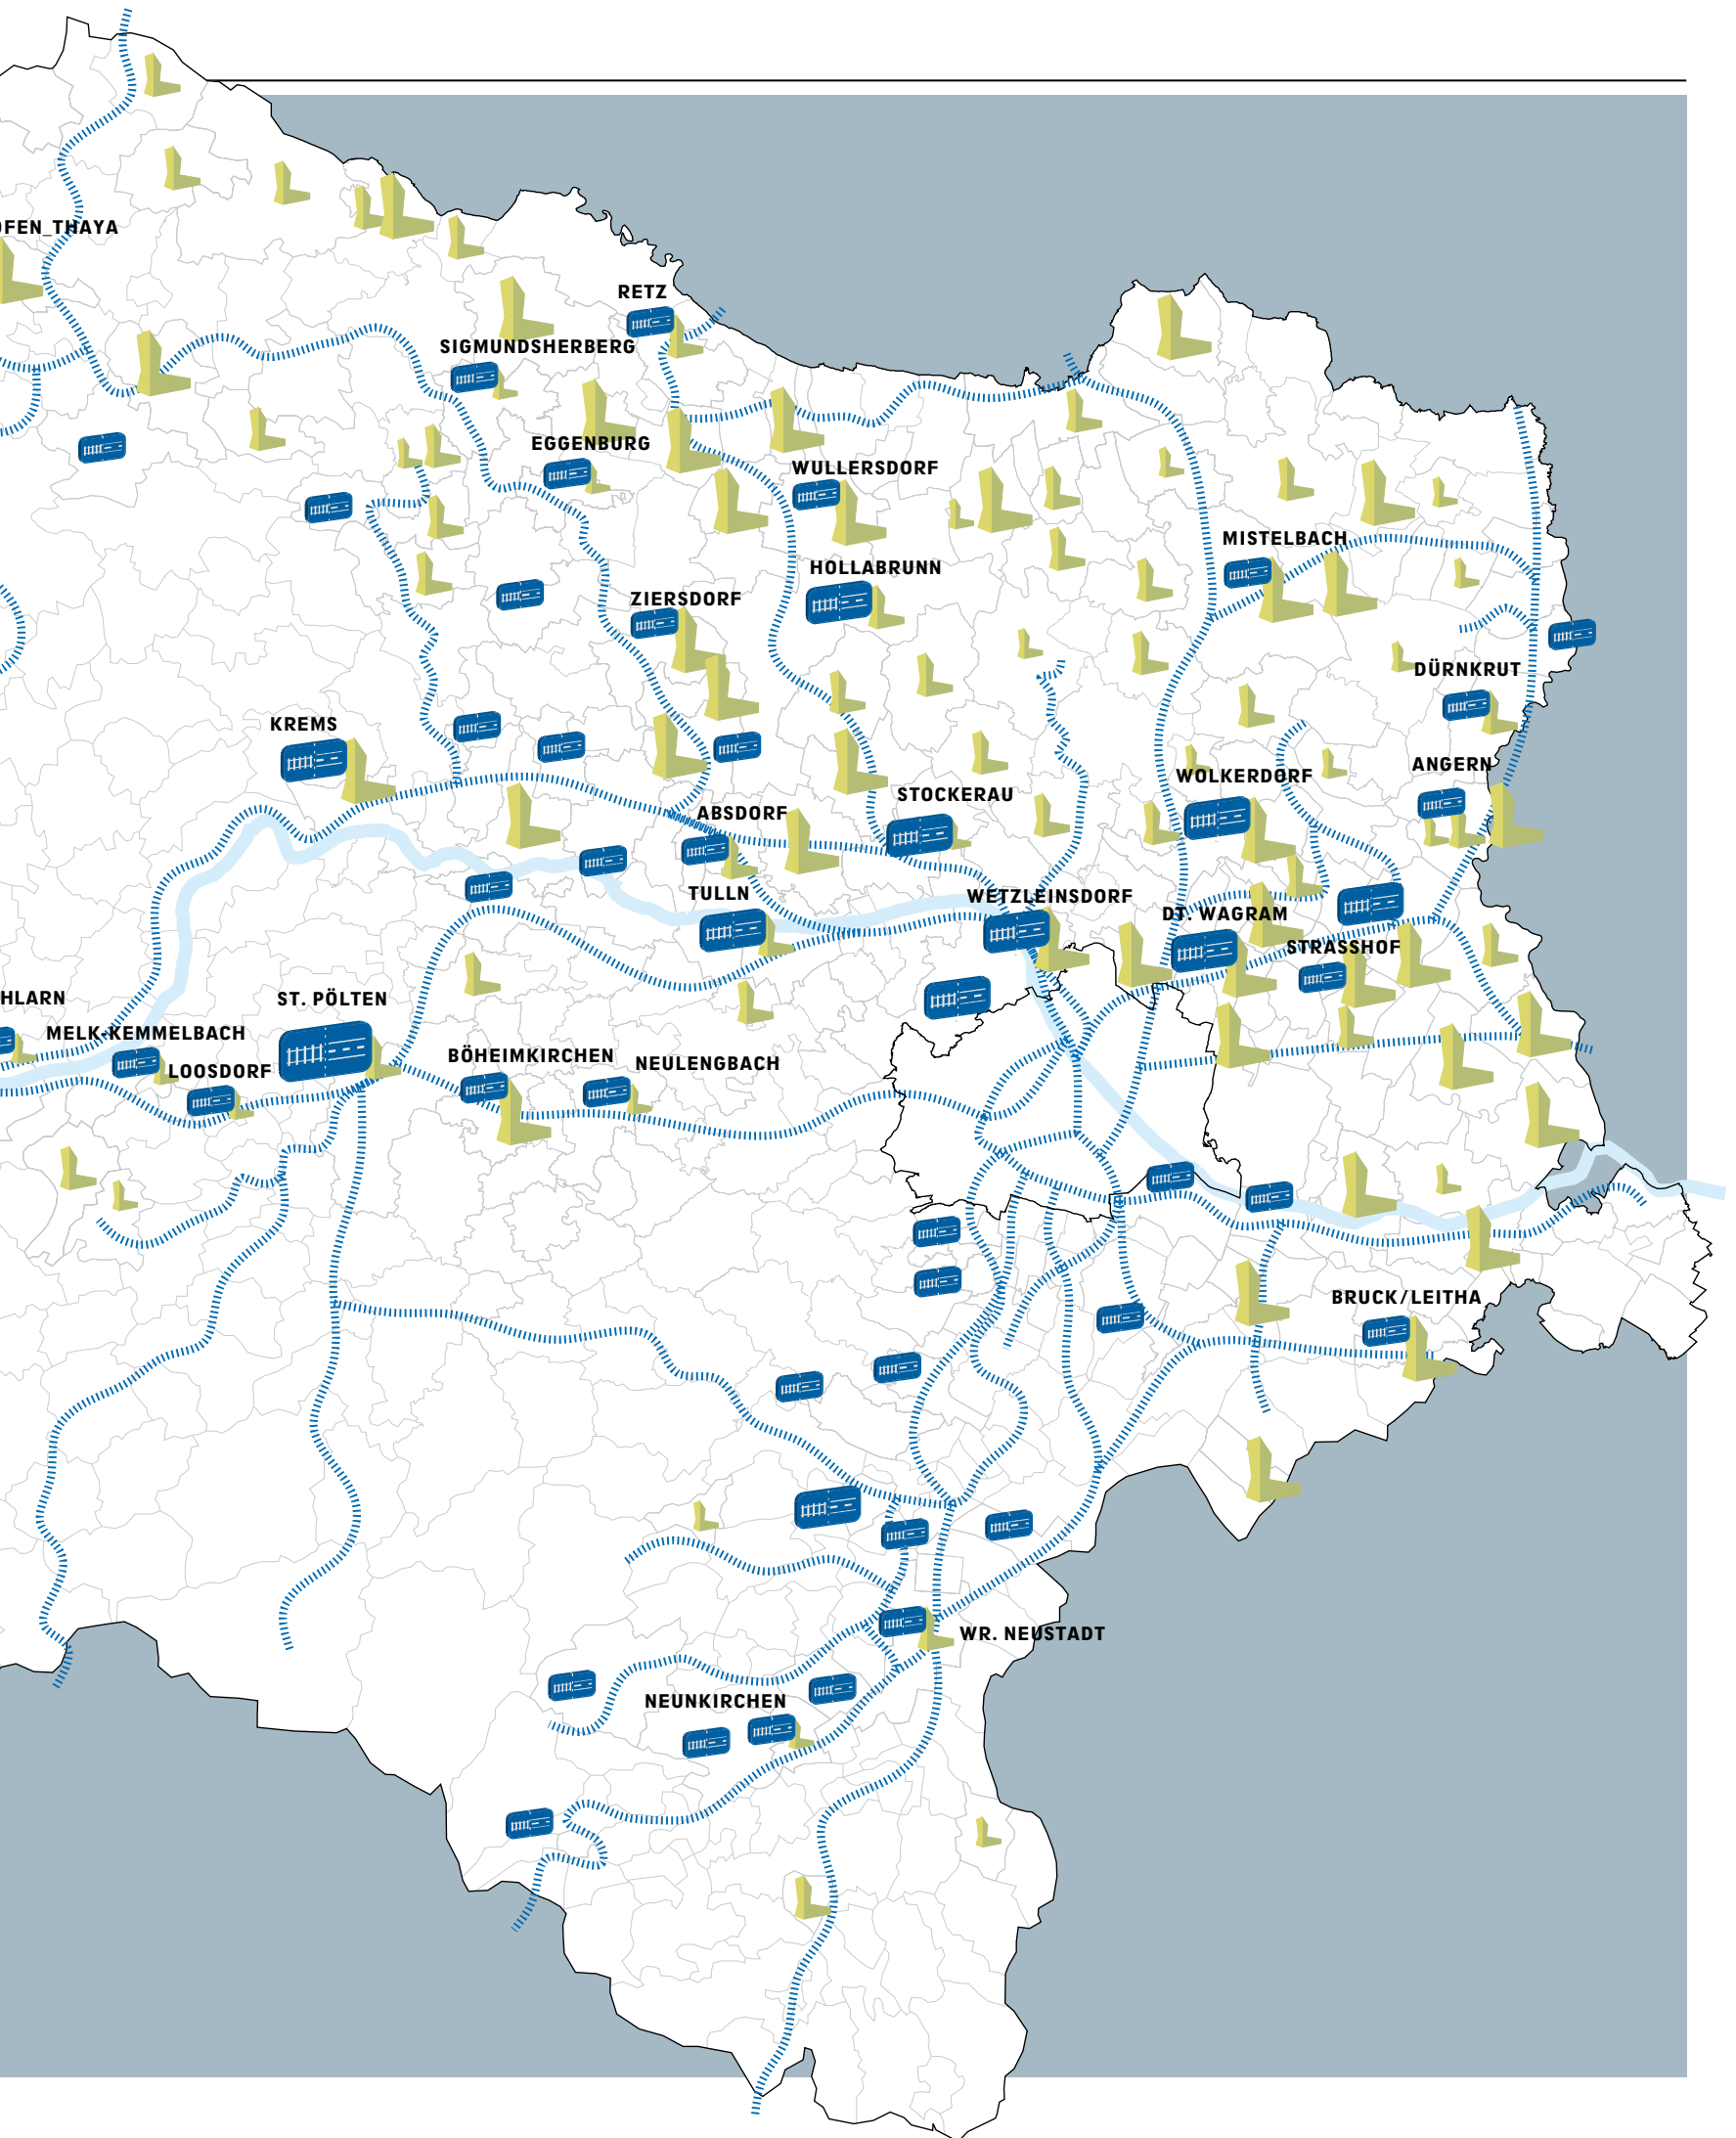 OFEN_THAYA
RETZ
SIGMUNDSHERBERG
EGGENBURG
WULLERSDORF
MISTELBACH
HOLLABRUNN
ZIERSDORF
DÜRNKRUT
KREMS
ANGERN
WOLKERDORF
STOCKERAU
ABSDORF
TULLN
WETZLEINSDORF
DT. WAGRAM
STRASSHOF
HLARN
ST. PÖLTEN
MELK-KEMMELBACH
BÖHEIMKIRCHEN
NEULENGBACH
LOOSDORF
BRUCK/LEITHA
WR. NEUSTADT
NEUNKIRCHEN